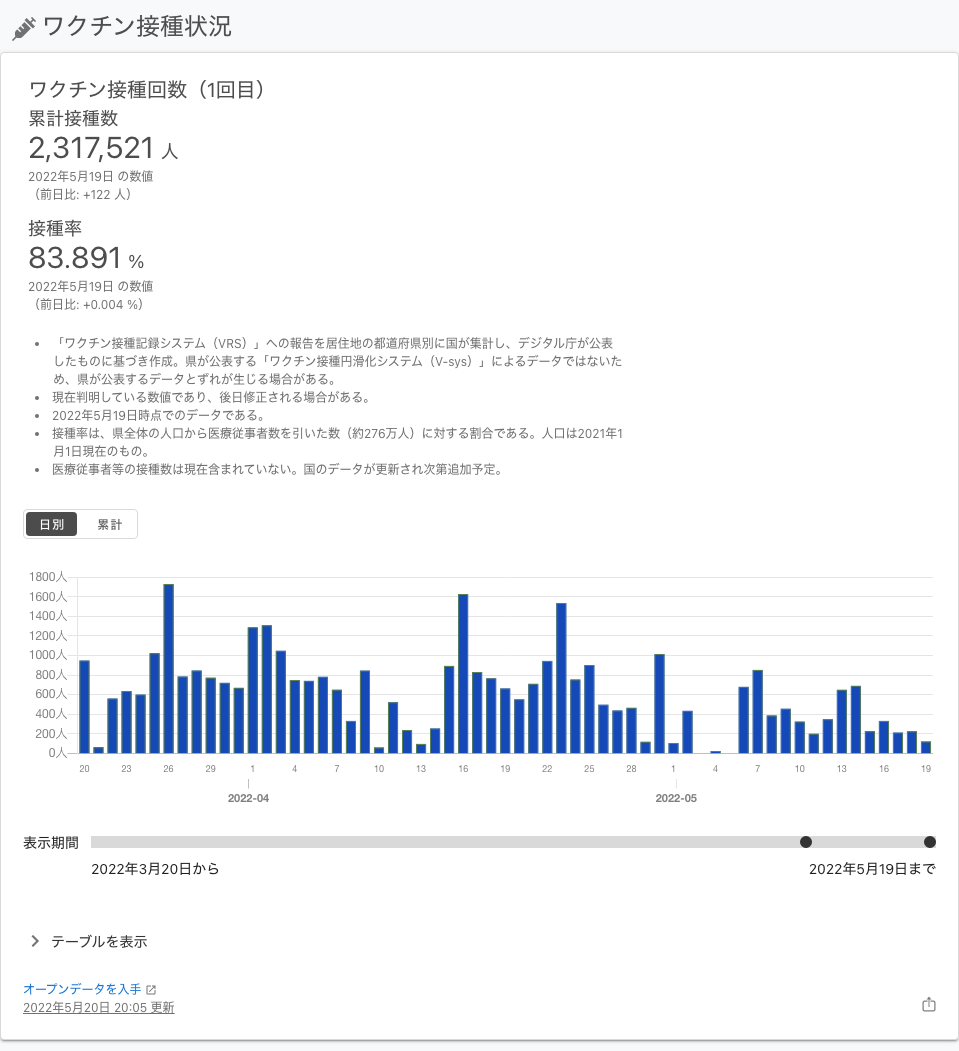 ワクチン接種状況
ワクチン接種回数（1回目）
累計接種数
2,317,521 人
2022年5月19日 の数値
（前日比: +122 人）
接種率
83.891 %
2022年5月19日 の数値
（前日比: +0.004 %）
• 「ワクチン接種記録システム（VRS）」への報告を居住地の都道府県別に国が集計し、デジタル庁が公表
したものに基づき作成。県が公表する「ワクチン接種円滑化システム（V-sys）」によるデータではないた
め、県が公表するデータとずれが生じる場合がある。
• 現在判明している数値であり、後日修正される場合がある。
• 2022年5月19日時点でのデータである。
• 接種率は、県全体の人口から医療従事者数を引いた数（約276万人）に対する割合である。人口は2021年1
月1日現在のもの。
• 医療従事者等の接種数は現在含まれていない。国のデータが更新され次第追加予定。
日別 累計
1800人
1600人
1400人
1200人
1000人
800人
600人
400人
200人
0人
20 23 26 29 1 4 7 10 13 16 19 22 25 28 1 4 7 10 13 16 19
2022-04 2022-05
表示期間
2022年3月20日から 2022年5月19日まで
テーブルを表示
オープンデータを入手
2022年5月20日 20:05 更新